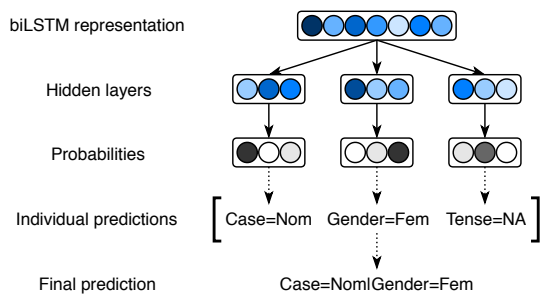 biLSTM representation
Hidden layers
Probabilities
Individual predictions [ Case=Nom Gender=Fem Tense=NA ]
Final prediction Case=Nom|Gender=Fem